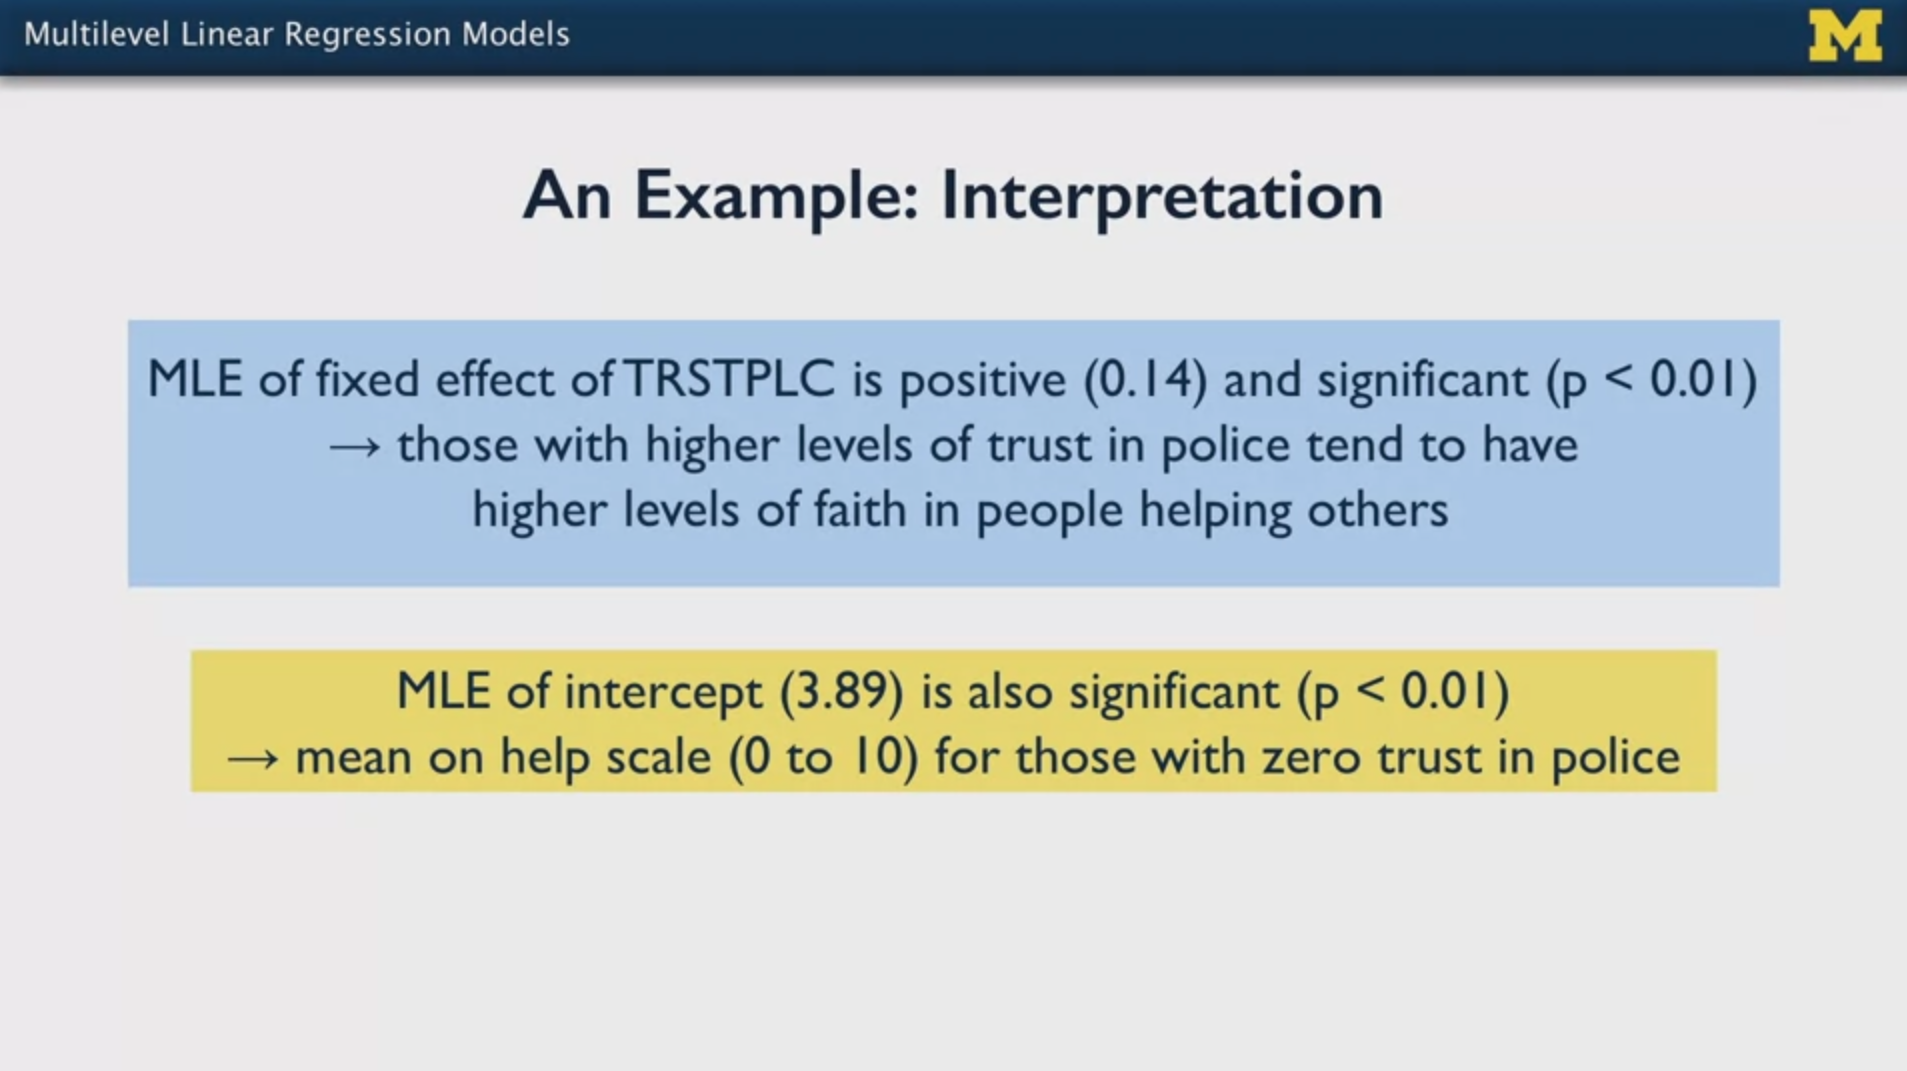 Multilevel Linear Regression Models
M
An Example: Interpretation
MLE of fixed effect of TRSTPLC is positive (0.14) and significant (p < 0.01)
→ those with higher levels of trust in police tend to have
higher levels of faith in people helping others
MLE of intercept (3.89) is also significant (p < 0.01)
→ mean on help scale (0 to 10) for those with zero trust in police